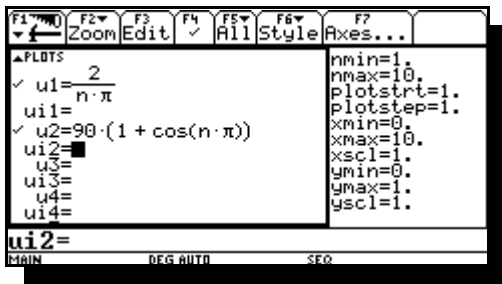 F1 F2 F3 F4 F5 F6 F7
Zoom Edit ✓ All Style Axes...
▲PLOTS
✓ u1=2/(n·π)
ui1=
✓ u2=90·(1 + cos(n·π))
ui2=
u3=
ui3=
u4=
ui4=
nmin=1.
nmax=10.
plotstrt=1.
plotstep=1.
xmin=0.
xmax=10.
xscl=1.
ymin=0.
ymax=1.
yscl=1.
ui2=
MAIN DEG AUTO SEQ